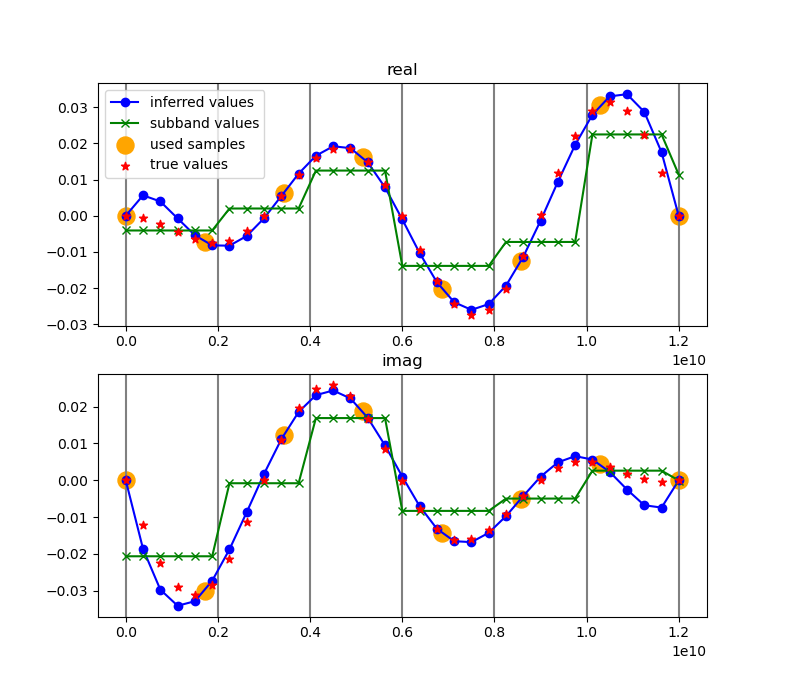 real
inferred values
subband values
used samples
true values
0.03
0.02
0.01
0.00
−0.01
−0.02
−0.03
0.0 0.2 0.4 0.6 0.8 1.0 1.2
1e10
imag
0.02
0.01
0.00
−0.01
−0.02
−0.03
0.0 0.2 0.4 0.6 0.8 1.0 1.2
1e10